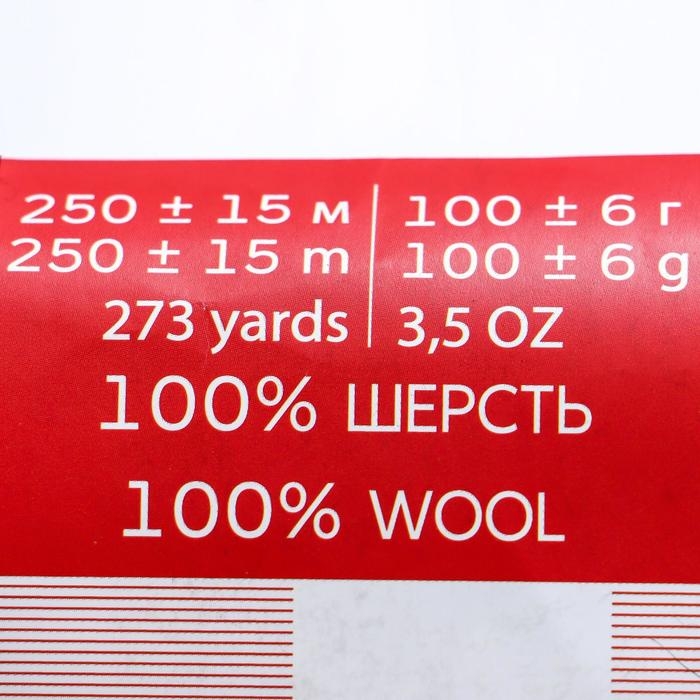 250 ± 15 м 100 ± 6 г
250 ± 15 m 100 ± 6 g
273 yards 3,5 OZ
100% ШЕРСТЬ
100% WOOL